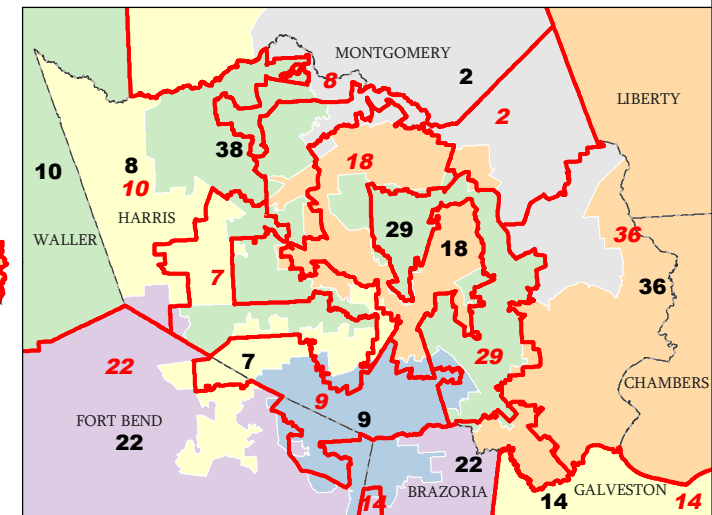 MONTGOMERY
2
8
2
LIBERTY
38
18
10
8
10
HARRIS
29
18
36
WALLER
7
36
22
7
29
9
CHAMBERS
FORT BEND
22
9
22
BRAZORIA
14
14
GALVESTON
14